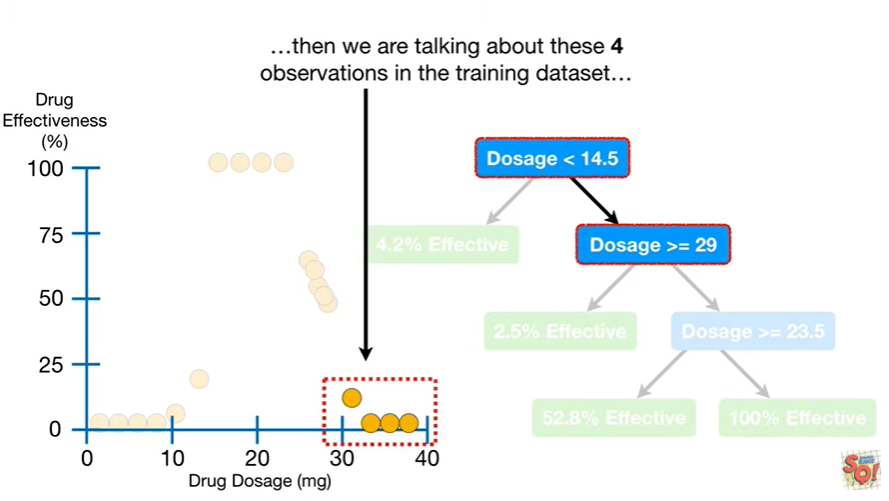 …then we are talking about these 4
observations in the training dataset…
Drug
Effectiveness
(%)
100
75
50
25
0
0
10
20
30
40
Drug Dosage (mg)
Dosage < 14.5
4.2% Effective
Dosage >= 29
2.5% Effective
Dosage >= 23.5
52.8% Effective
100% Effective
SQ!